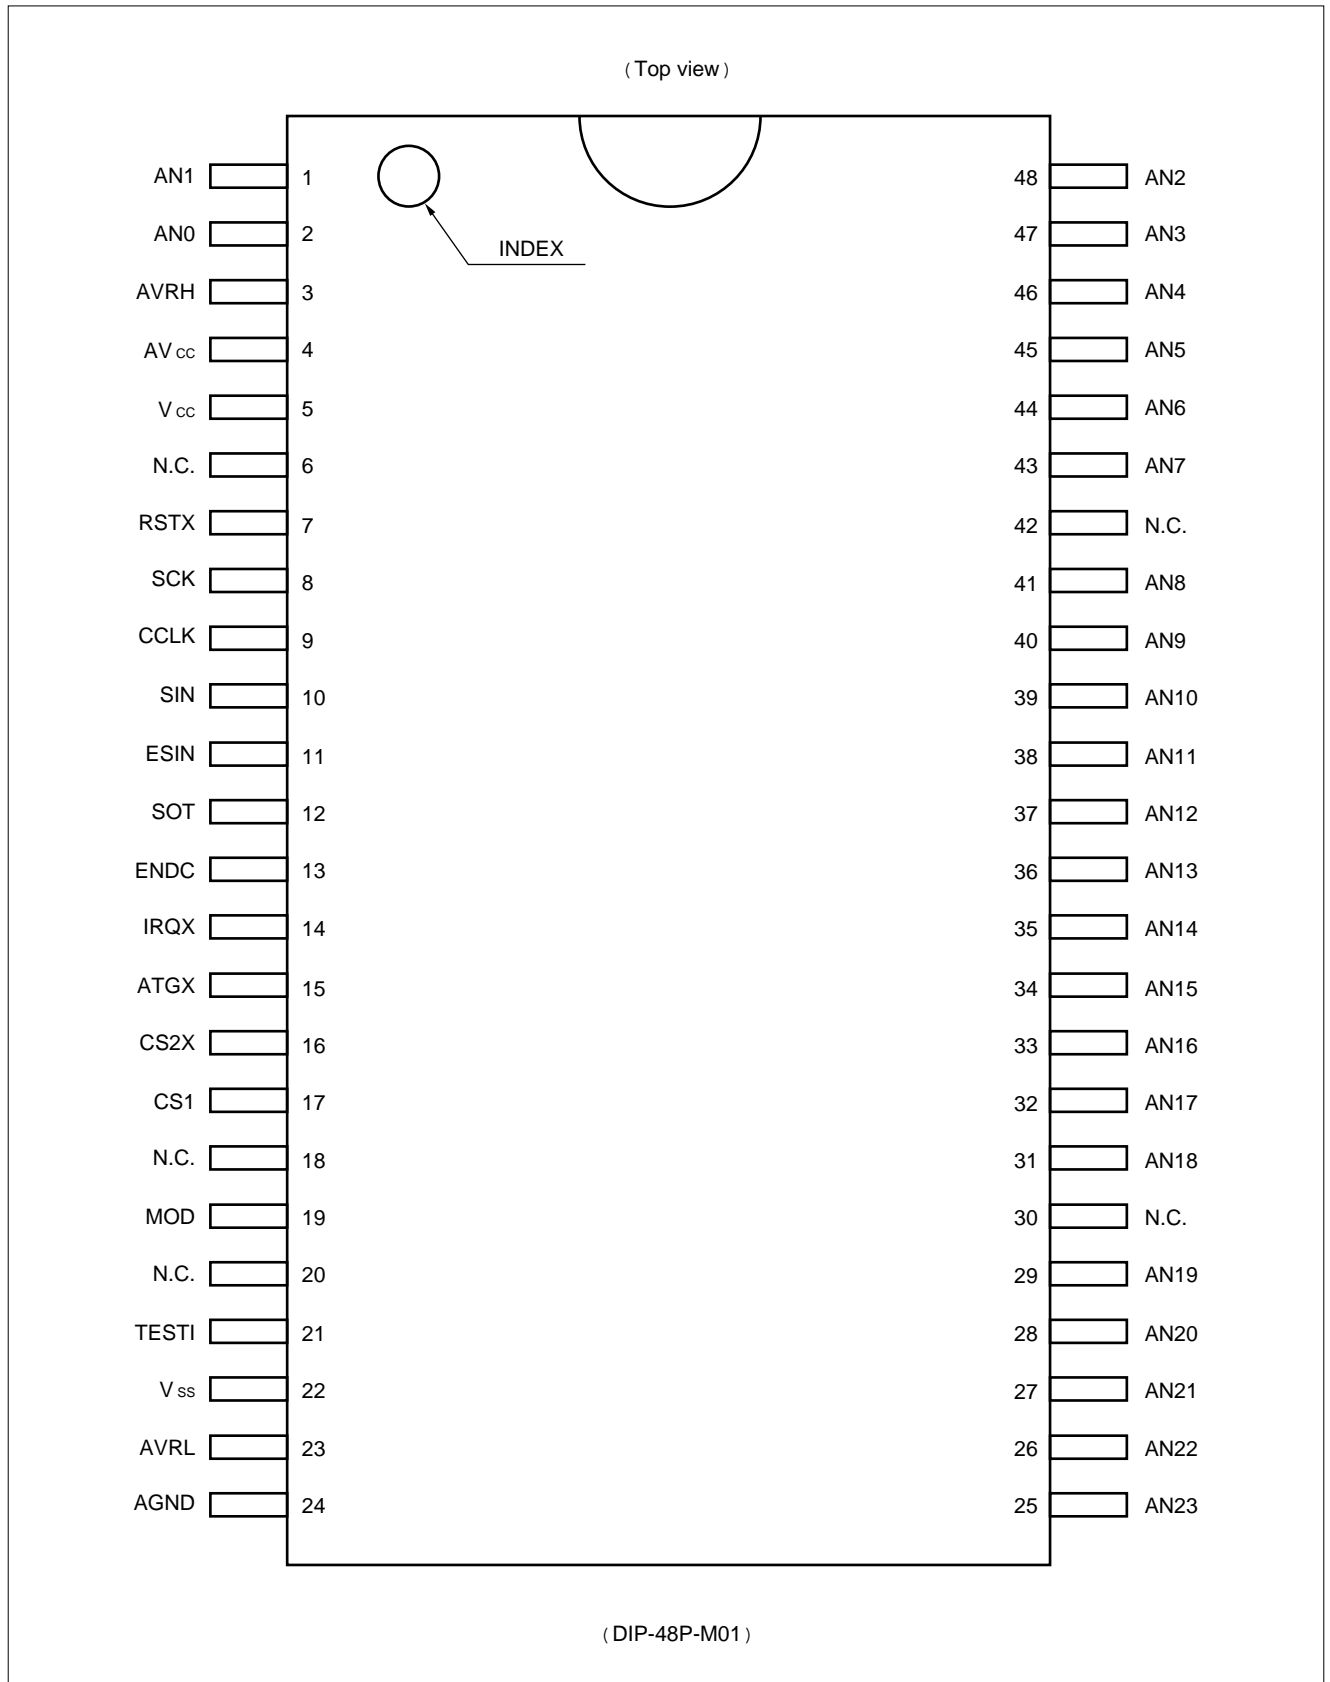 (Top view)
AN1 1 48 AN2
AN0 2 47 AN3
INDEX
AVRH 3 46 AN4
AVcc 4 45 AN5
Vcc 5 44 AN6
N.C. 6 43 AN7
RSTX 7 42 N.C.
SCK 8 41 AN8
CCLK 9 40 AN9
SIN 10 39 AN10
ESIN 11 38 AN11
SOT 12 37 AN12
ENDC 13 36 AN13
IRQX 14 35 AN14
ATGX 15 34 AN15
CS2X 16 33 AN16
CS1 17 32 AN17
N.C. 18 31 AN18
MOD 19 30 N.C.
N.C. 20 29 AN19
TESTI 21 28 AN20
Vss 22 27 AN21
AVRL 23 26 AN22
AGND 24 25 AN23
(DIP-48P-M01)